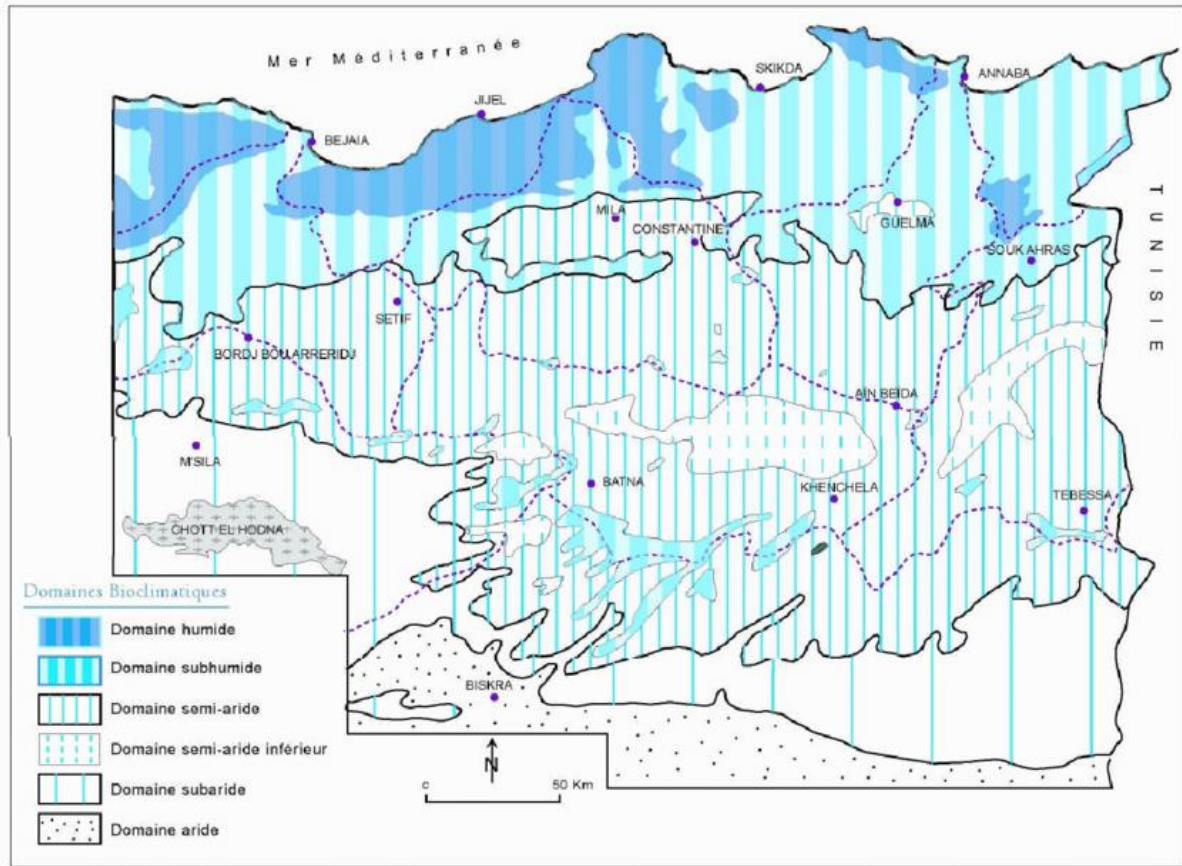 Mer Méditerranée
SKIKDA
ANNABA
JIJEL
BEJAIA
TUNISIE
MILA
GUELMA
CONSTANTINE
SOUK AHRAS
SETIF
BORDJ BOU ARRERIDJ
AIN BEÏDA
M'SILA
BATNA
KHENCHELA
TEBESSA
CHOTT EL HODNA
Domaines Bioclimatiques
Domaine humide
Domaine subhumide
Domaine semi-aride
Domaine semi-aride inférieur
Domaine subaride
Domaine aride
BISKRA
N
c 50 Km